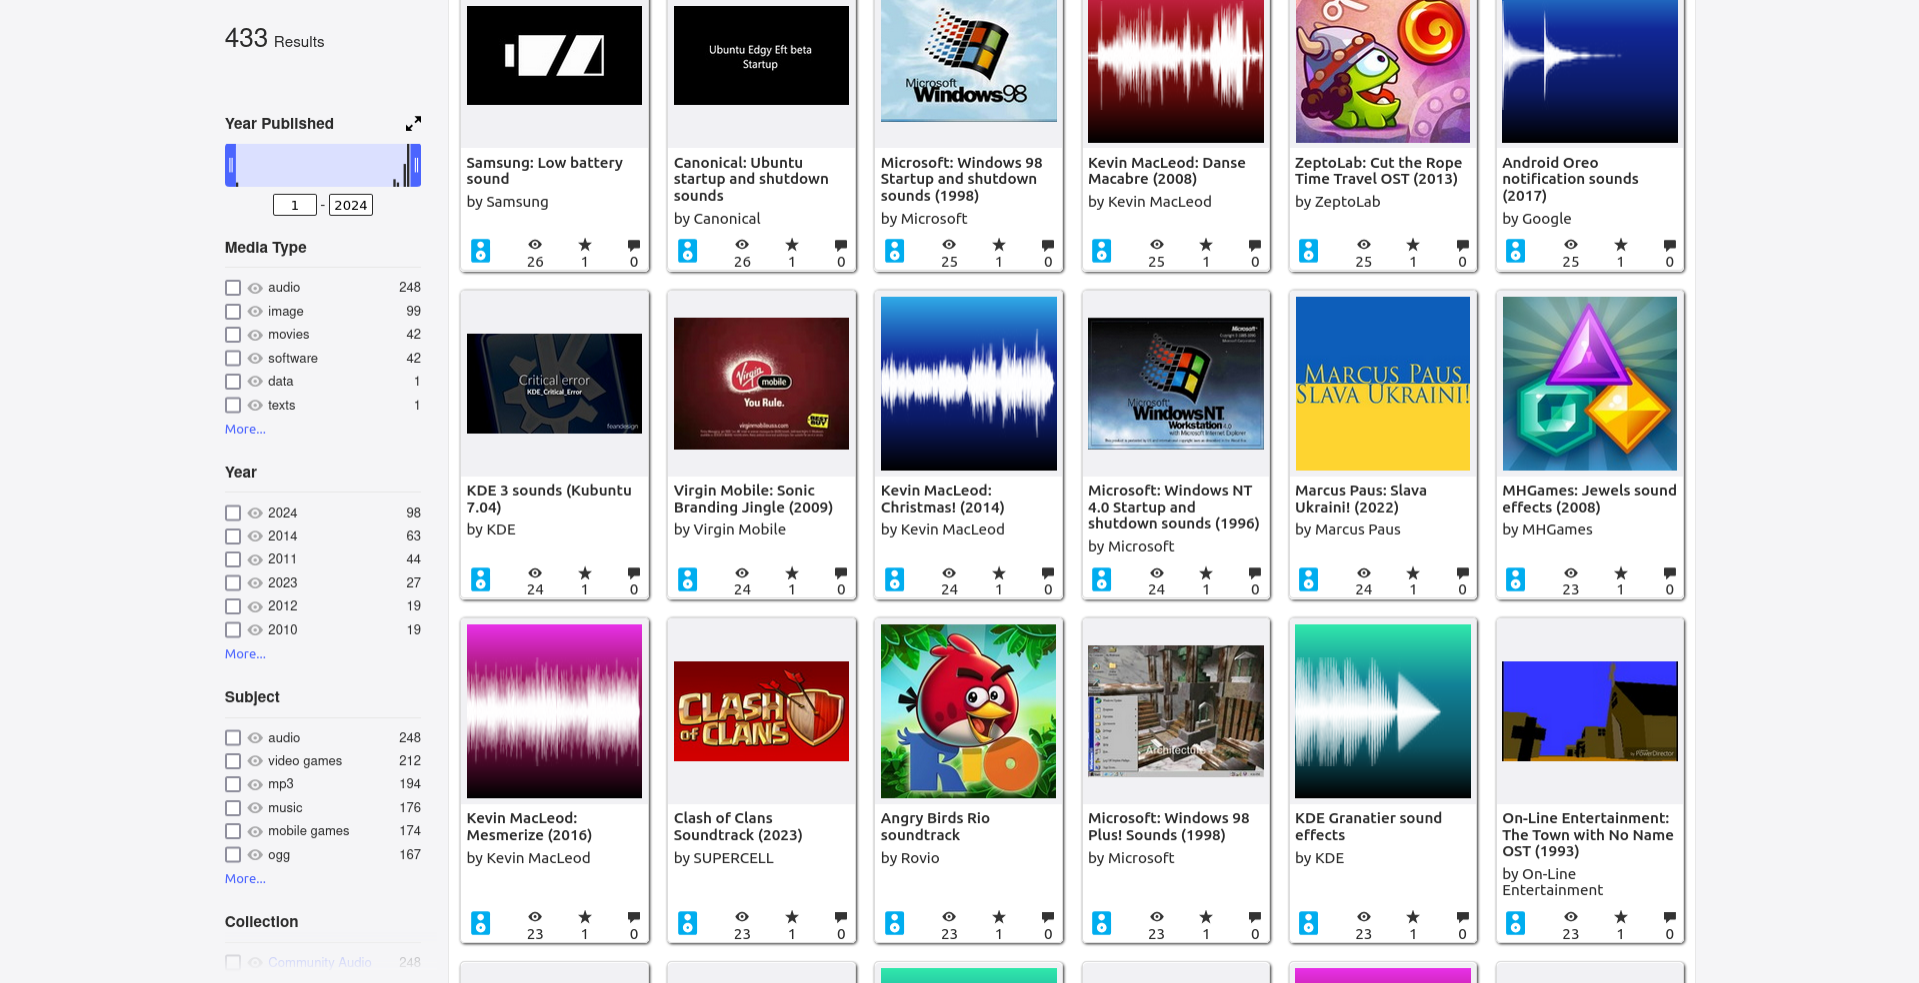 433 Results
Year Published
1 - 2024
Media Type
audio 248
image 99
movies 42
software 42
data 1
texts 1
More...
Year
2024 98
2014 63
2011 44
2023 27
2012 19
2010 19
More...
Subject
audio 248
video games 212
mp3 194
music 176
mobile games 174
ogg 167
More...
Collection
Community Audio 248
Samsung: Low battery
sound
by Samsung
26 1 0
Ubuntu Edgy Eft beta
Startup
Canonical: Ubuntu
startup and shutdown
sounds
by Canonical
26 1 0
Microsoft
Windows98
Microsoft: Windows 98
Startup and shutdown
sounds (1998)
by Microsoft
25 1 0
Kevin MacLeod: Danse
Macabre (2008)
by Kevin MacLeod
25 1 0
ZeptoLab: Cut the Rope
Time Travel OST (2013)
by ZeptoLab
25 1 0
Android Oreo
notification sounds
(2017)
by Google
25 1 0
Critical error
KDE_Critical_Error
feandesign
KDE 3 sounds (Kubuntu
7.04)
by KDE
24 1 0
Virgin
mobile
You Rule.
virginmobileusa.com
BEST
BUY
Virgin Mobile: Sonic
Branding Jingle (2009)
by Virgin Mobile
24 1 0
Kevin MacLeod:
Christmas! (2014)
by Kevin MacLeod
24 1 0
Microsoft
Microsoft
WindowsNT
Workstation 4.0
with Microsoft Internet Explorer
Microsoft: Windows NT
4.0 Startup and
shutdown sounds (1996)
by Microsoft
24 1 0
MARCUS PAUS
SLAVA UKRAINI!
Marcus Paus: Slava
Ukraini! (2022)
by Marcus Paus
24 1 0
MHGames: Jewels sound
effects (2008)
by MHGames
23 1 0
Kevin MacLeod:
Mesmerize (2016)
by Kevin MacLeod
23 1 0
CLASH
OF CLANS
Clash of Clans
Soundtrack (2023)
by SUPERCELL
23 1 0
RIO
Angry Birds Rio
soundtrack
by Rovio
23 1 0
Architecture
Microsoft: Windows 98
Plus! Sounds (1998)
by Microsoft
23 1 0
KDE Granatier sound
effects
by KDE
23 1 0
by PowerDirector
On-Line Entertainment:
The Town with No Name
OST (1993)
by On-Line
Entertainment
23 1 0